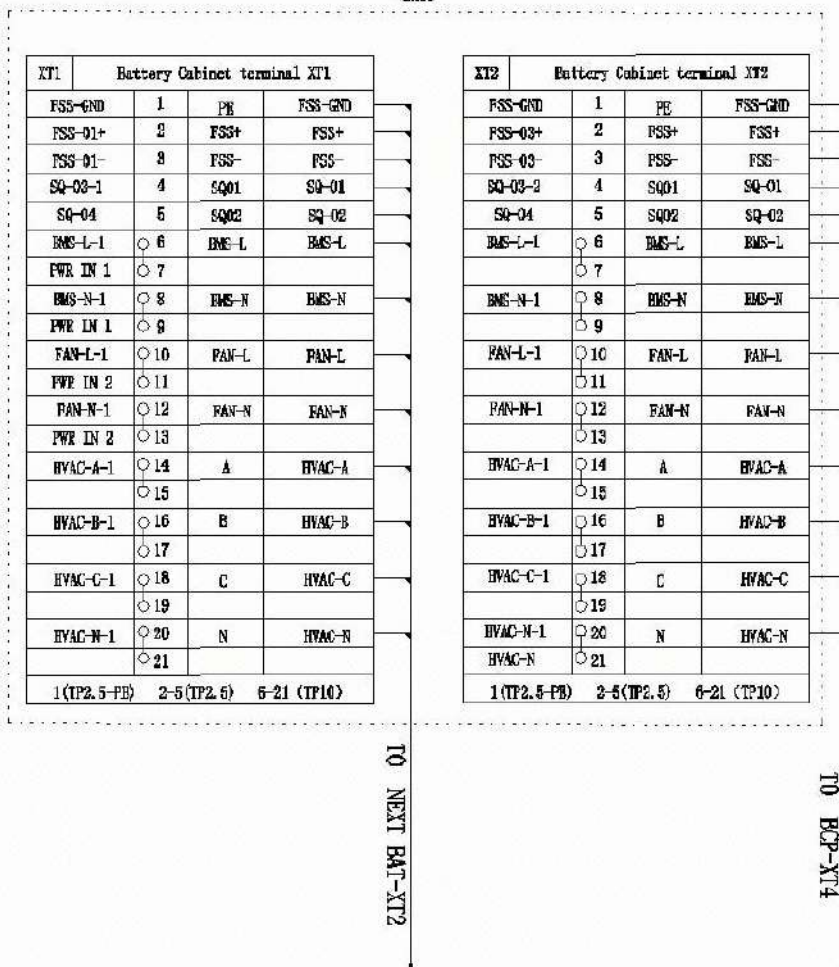 XT1 Battery Cabinet terminal XT1
FSS-GND 1 PE FSS-GND
FSS-01+ 2 FSS+ FSS+
FSS-01- 3 FSS- FSS-
SQ-03-1 4 SQ01 SQ-01
SQ-04 5 SQ02 SQ-02
BMS-L-1 6 BMS-L BMS-L
PWR IN 1 7
BMS-N-1 8 BMS-N BMS-N
PWR IN 1 9
FAN-L-1 10 FAN-L FAN-L
PWR IN 2 11
FAN-N-1 12 FAN-N FAN-N
PWR IN 2 13
HVAC-A-1 14 A HVAC-A
15
HVAC-B-1 16 B HVAC-B
17
HVAC-C-1 18 C HVAC-C
19
HVAC-N-1 20 N HVAC-N
21
1(TP2.5-PE) 2-5(TP2.5) 6-21 (TP10)
XT2 Battery Cabinet terminal XT2
FSS-GND 1 PE FSS-GND
FSS-03+ 2 FSS+ FSS+
FSS-03- 3 FSS- FSS-
SQ-03-2 4 SQ01 SQ-01
SQ-04 5 SQ02 SQ-02
BMS-L-1 6 BMS-L BMS-L
7
BMS-N-1 8 BMS-N BMS-N
9
FAN-L-1 10 FAN-L FAN-L
11
FAN-N-1 12 FAN-N FAN-N
13
HVAC-A-1 14 A HVAC-A
15
HVAC-B-1 16 B HVAC-B
17
HVAC-C-1 18 C HVAC-C
19
HVAC-N-1 20 N HVAC-N
HVAC-N 21
1(TP2.5-PE) 2-5(TP2.5) 6-21 (TP10)
TO NEXT BAT-XT2
TO BCP-XT4